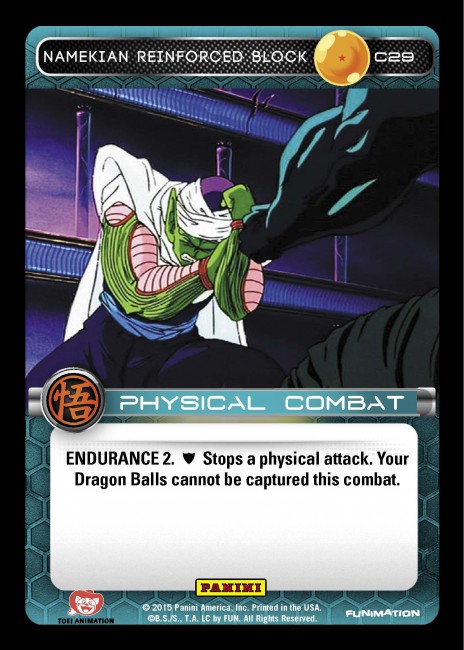 NAMEKIAN REINFORCED BLOCK C29
悟 PHYSICAL COMBAT
ENDURANCE 2. Stops a physical attack. Your
Dragon Balls cannot be captured this combat.
PANINI
TOEI ANIMATION
© 2015 Panini America, Inc. Printed in the USA.
©B.S./S., T.A. LC by FUN. All Rights Reserved.
FUNIMATION